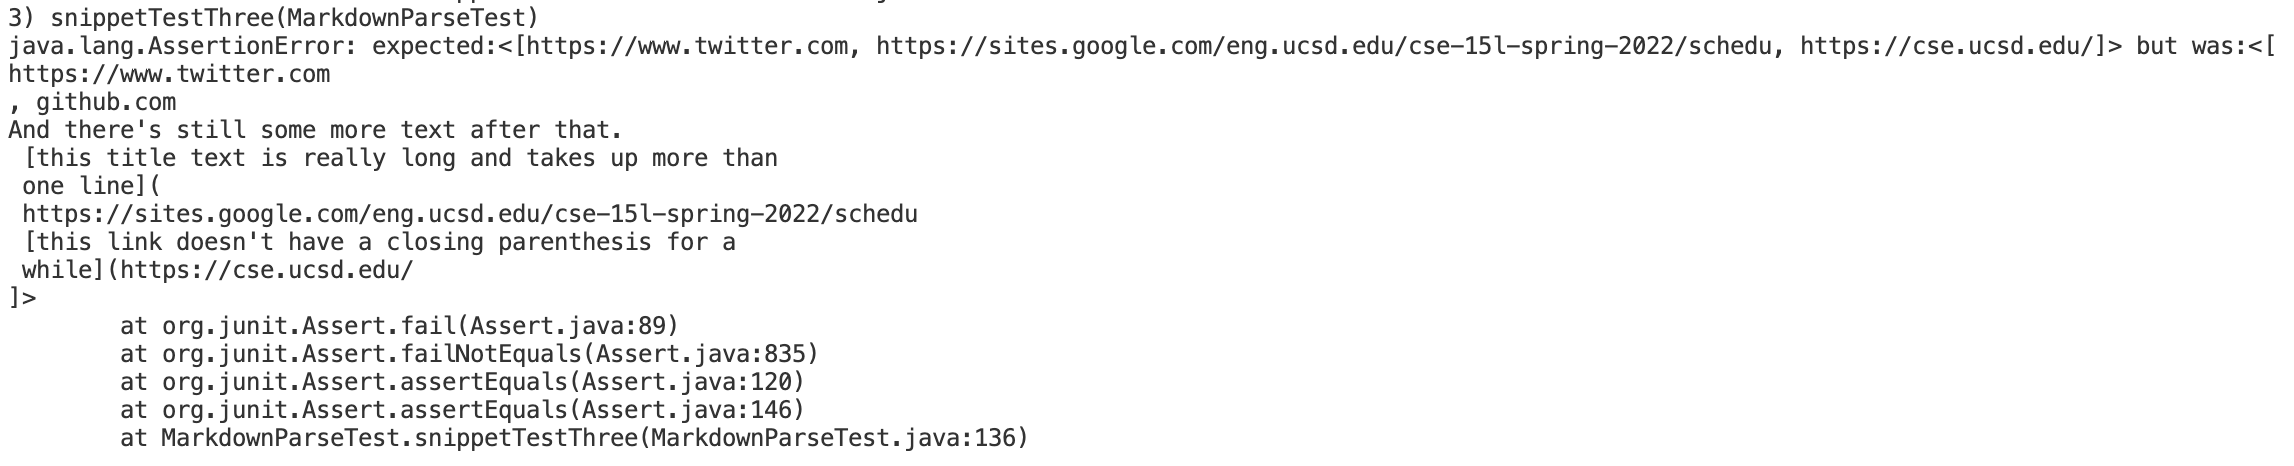 3) snippetTestThree(MarkdownParseTest)
java.lang.AssertionError: expected:<[https://www.twitter.com, https://sites.google.com/eng.ucsd.edu/cse-15l-spring-2022/schedu, https://cse.ucsd.edu/]> but was:<[
https://www.twitter.com
, github.com
And there's still some more text after that.
[this title text is really long and takes up more than
one line](
https://sites.google.com/eng.ucsd.edu/cse-15l-spring-2022/schedu
[this link doesn't have a closing parenthesis for a
while](https://cse.ucsd.edu/
]>
at org.junit.Assert.fail(Assert.java:89)
at org.junit.Assert.failNotEquals(Assert.java:835)
at org.junit.Assert.assertEquals(Assert.java:120)
at org.junit.Assert.assertEquals(Assert.java:146)
at MarkdownParseTest.snippetTestThree(MarkdownParseTest.java:136)